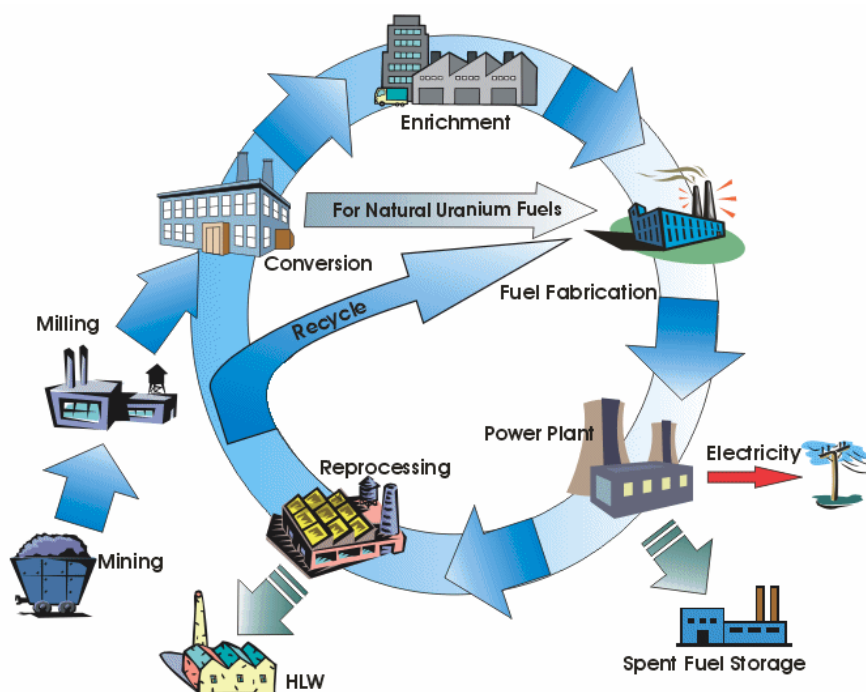 Enrichment
For Natural Uranium Fuels
Conversion
Fuel Fabrication
Recycle
Milling
Power Plant
Electricity
Reprocessing
Mining
Spent Fuel Storage
HLW